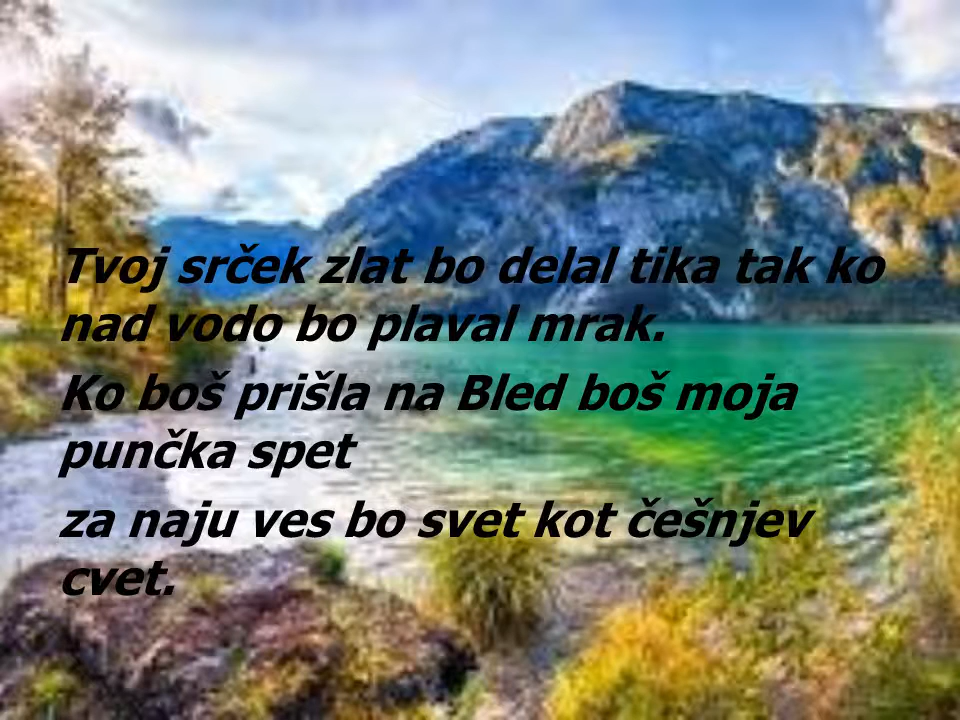 Tvoj srček zlat bo delal tika tak ko
nad vodo bo plaval mrak.
Ko boš prišla na Bled boš moja
punčka spet
za naju ves bo svet kot češnjev
cvet.